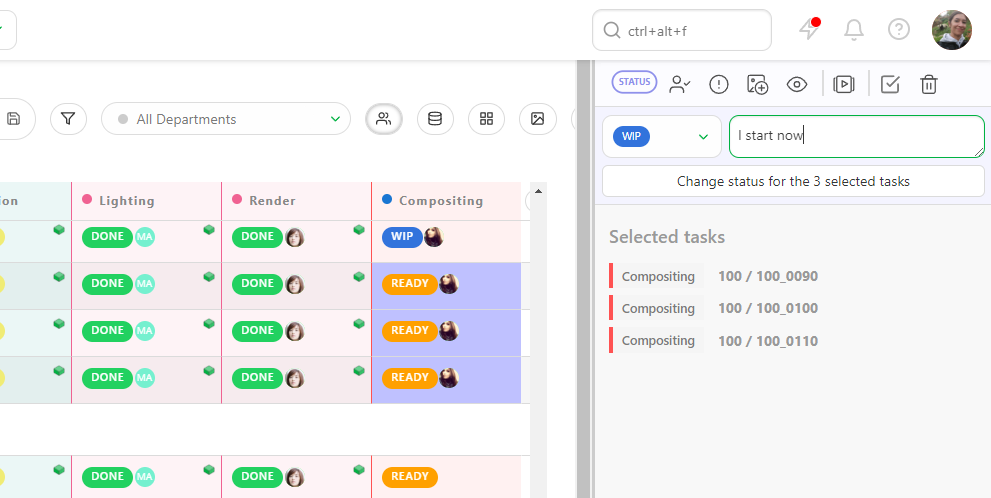 ctrl+alt+f
STATUS
All Departments
WIP
I start now
Change status for the 3 selected tasks
ion Lighting Render Compositing
DONE MA DONE WIP
DONE MA DONE READY
DONE MA DONE READY
DONE MA DONE READY
DONE MA DONE READY
Selected tasks
Compositing 100 / 100_0090
Compositing 100 / 100_0100
Compositing 100 / 100_0110